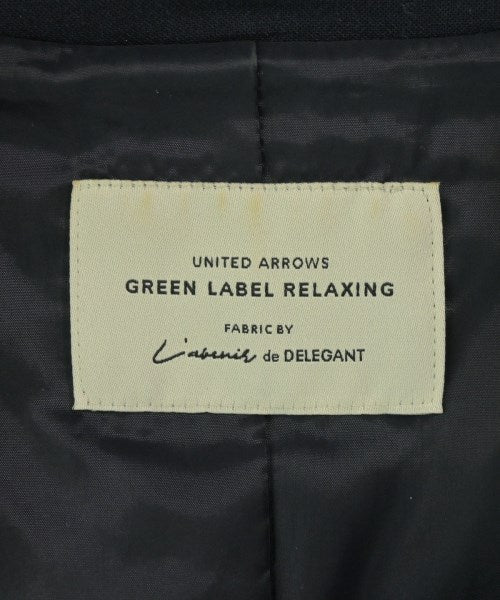 UNITED ARROWS
GREEN LABEL RELAXING
FABRIC BY
L'avenir de DELEGANT